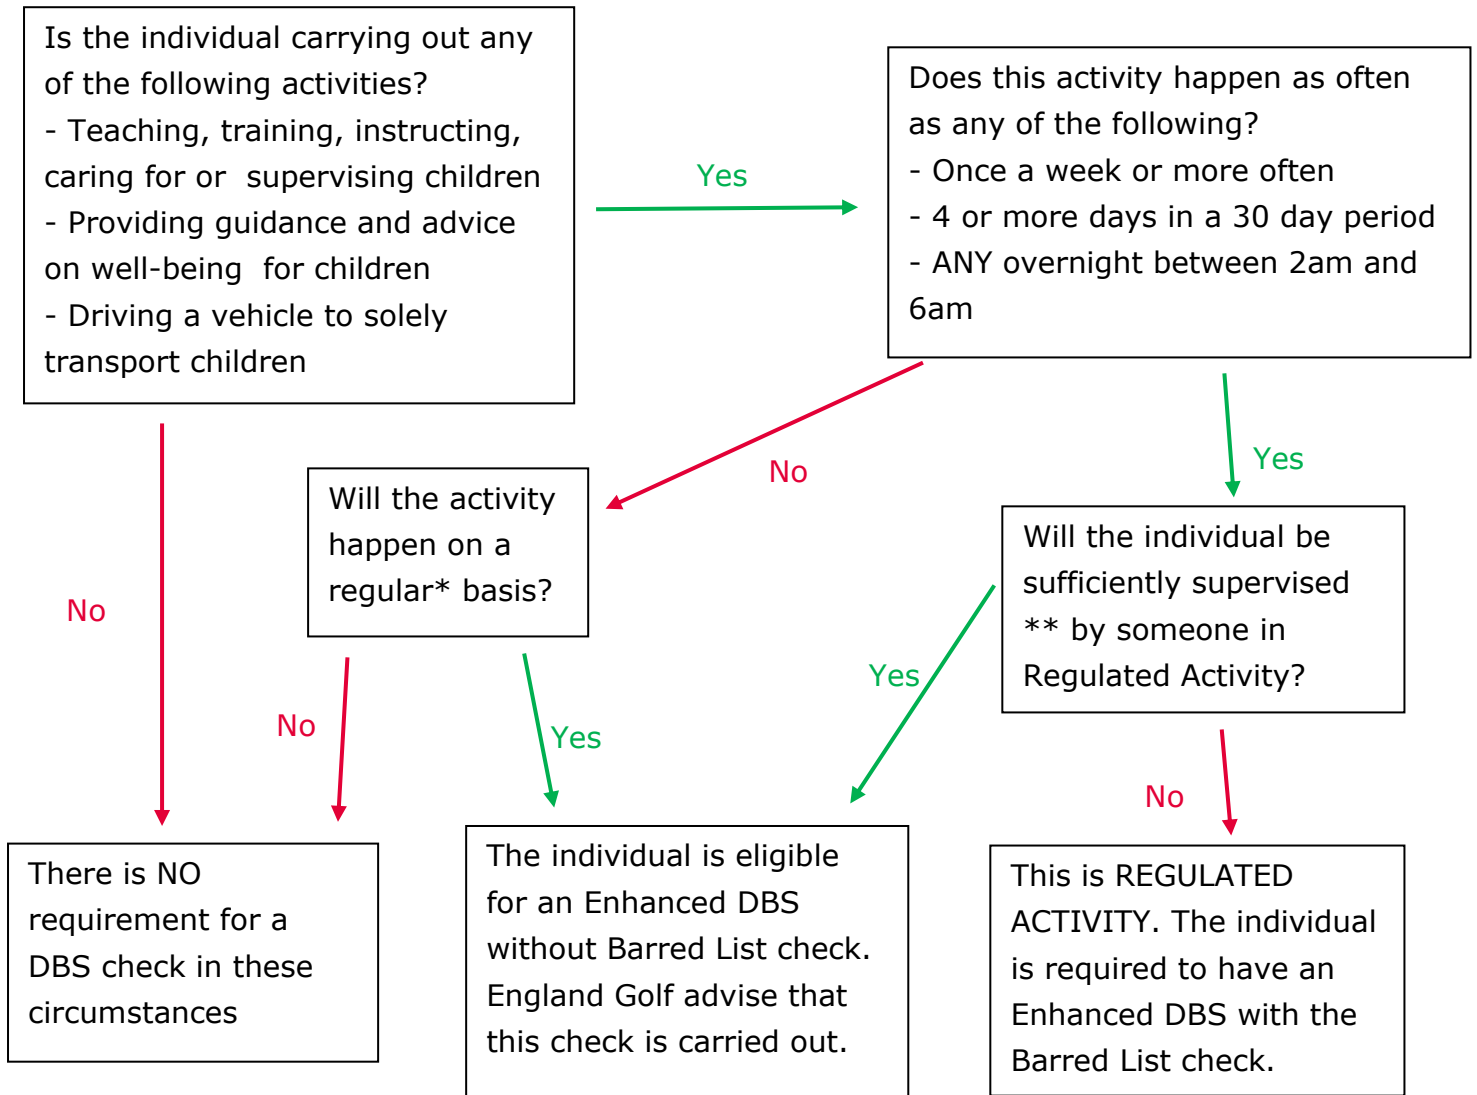 Is the individual carrying out any
of the following activities?
- Teaching, training, instructing,
caring for or supervising children
- Providing guidance and advice
on well-being for children
- Driving a vehicle to solely
transport children
Yes
Does this activity happen as often
as any of the following?
- Once a week or more often
- 4 or more days in a 30 day period
- ANY overnight between 2am and
6am
No
No
Yes
Will the activity
happen on a
regular* basis?
Will the individual be
sufficiently supervised
** by someone in
Regulated Activity?
No
Yes
Yes
No
There is NO
requirement for a
DBS check in these
circumstances
The individual is eligible
for an Enhanced DBS
without Barred List check.
England Golf advise that
this check is carried out.
This is REGULATED
ACTIVITY. The individual
is required to have an
Enhanced DBS with the
Barred List check.